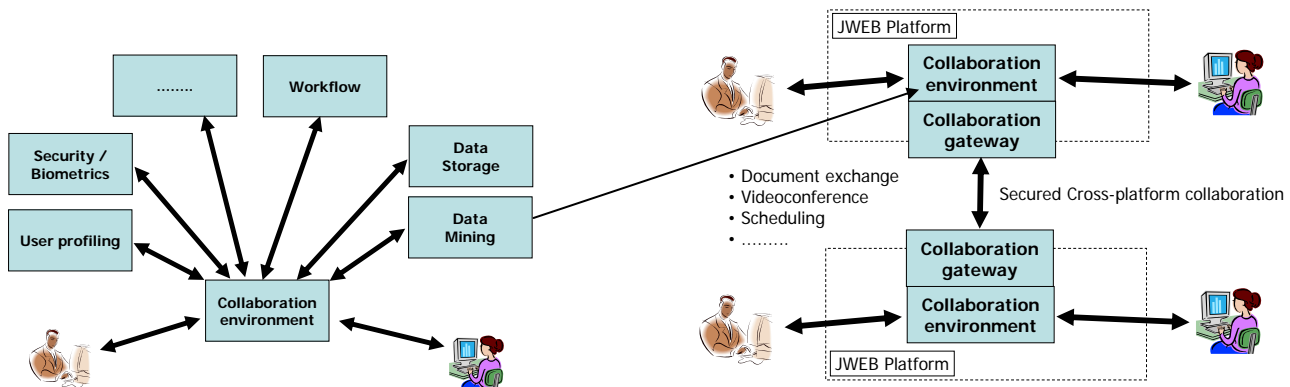 ........
Workflow
Security /
Biometrics
Data
Storage
User profiling
Data
Mining
Collaboration
environment
JWEB Platform
Collaboration
environment
Collaboration
gateway
• Document exchange
• Videoconference
• Scheduling
• .........
Secured Cross-platform collaboration
Collaboration
gateway
Collaboration
environment
JWEB Platform